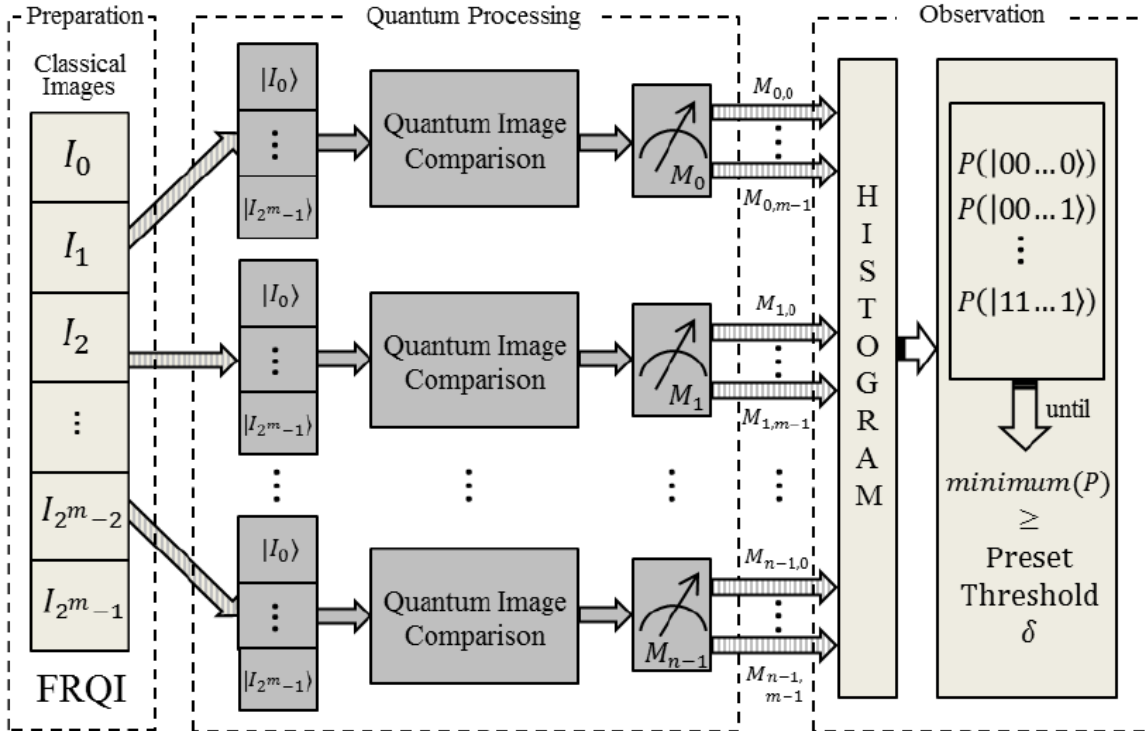 Preparation
Quantum Processing
Observation
Classical
Images
I_0
I_1
I_2
⋮
I_{2^m-2}
I_{2^m-1}
FRQI
|I_0⟩
⋮
|I_{2^m-1}⟩
Quantum Image
Comparison
M_0
M_{0,0}
⋮
M_{0,m-1}
|I_0⟩
⋮
|I_{2^m-1}⟩
Quantum Image
Comparison
M_1
M_{1,0}
⋮
M_{1,m-1}
⋮ ⋮ ⋮ ⋮
|I_0⟩
⋮
|I_{2^m-1}⟩
Quantum Image
Comparison
M_{n-1}
M_{n-1,0}
⋮
M_{n-1,
m-1}
H
I
S
T
O
G
R
A
M
P(|00…0⟩)
P(|00…1⟩)
⋮
P(|11…1⟩)
until
minimum(P)
≥
Preset
Threshold
δ